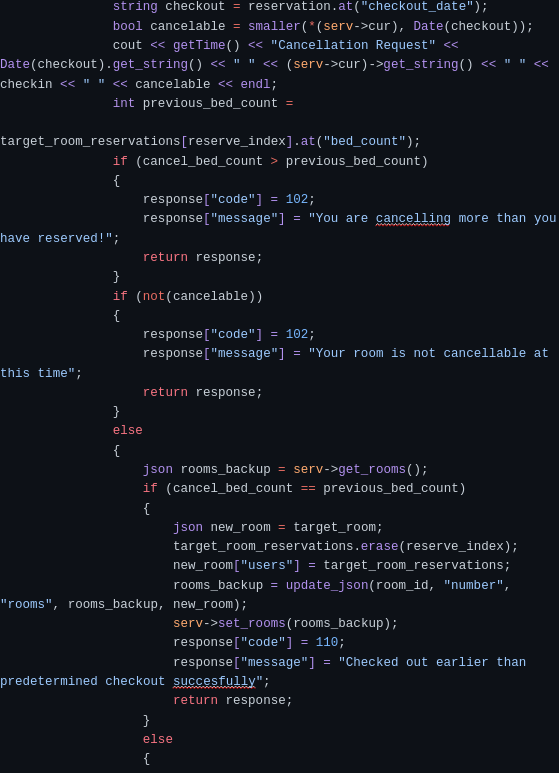 string checkout = reservation.at("checkout_date");
bool cancelable = smaller(*(serv->cur), Date(checkout));
cout << getTime() << "Cancellation Request" <<
Date(checkout).get_string() << " " << (serv->cur)->get_string() << " " <<
checkin << " " << cancelable << endl;
int previous_bed_count =
target_room_reservations[reserve_index].at("bed_count");
if (cancel_bed_count > previous_bed_count)
{
response["code"] = 102;
response["message"] = "You are cancelling more than you
have reserved!";
return response;
}
if (not(cancelable))
{
response["code"] = 102;
response["message"] = "Your room is not cancellable at
this time";
return response;
}
else
{
json rooms_backup = serv->get_rooms();
if (cancel_bed_count == previous_bed_count)
{
json new_room = target_room;
target_room_reservations.erase(reserve_index);
new_room["users"] = target_room_reservations;
rooms_backup = update_json(room_id, "number",
"rooms", rooms_backup, new_room);
serv->set_rooms(rooms_backup);
response["code"] = 110;
response["message"] = "Checked out earlier than
predetermined checkout succesfully";
return response;
}
else
{